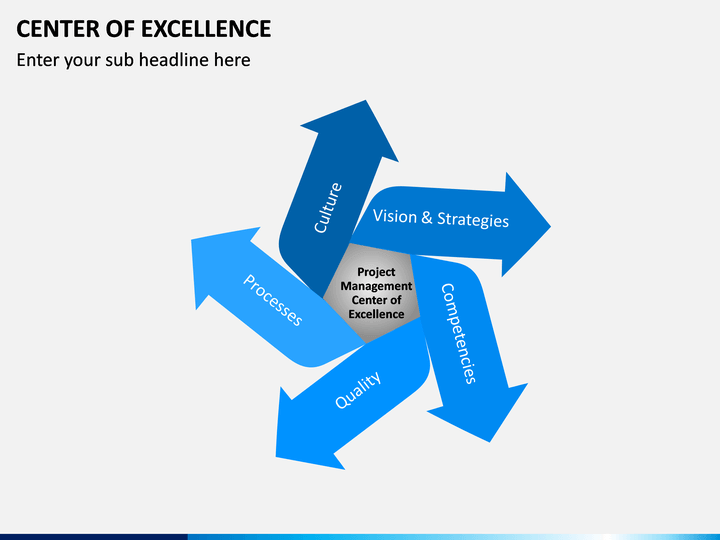 CENTER OF EXCELLENCE
Enter your sub headline here
Culture
Vision & Strategies
Processes
Project
Management
Center of
Excellence
Competencies
Quality